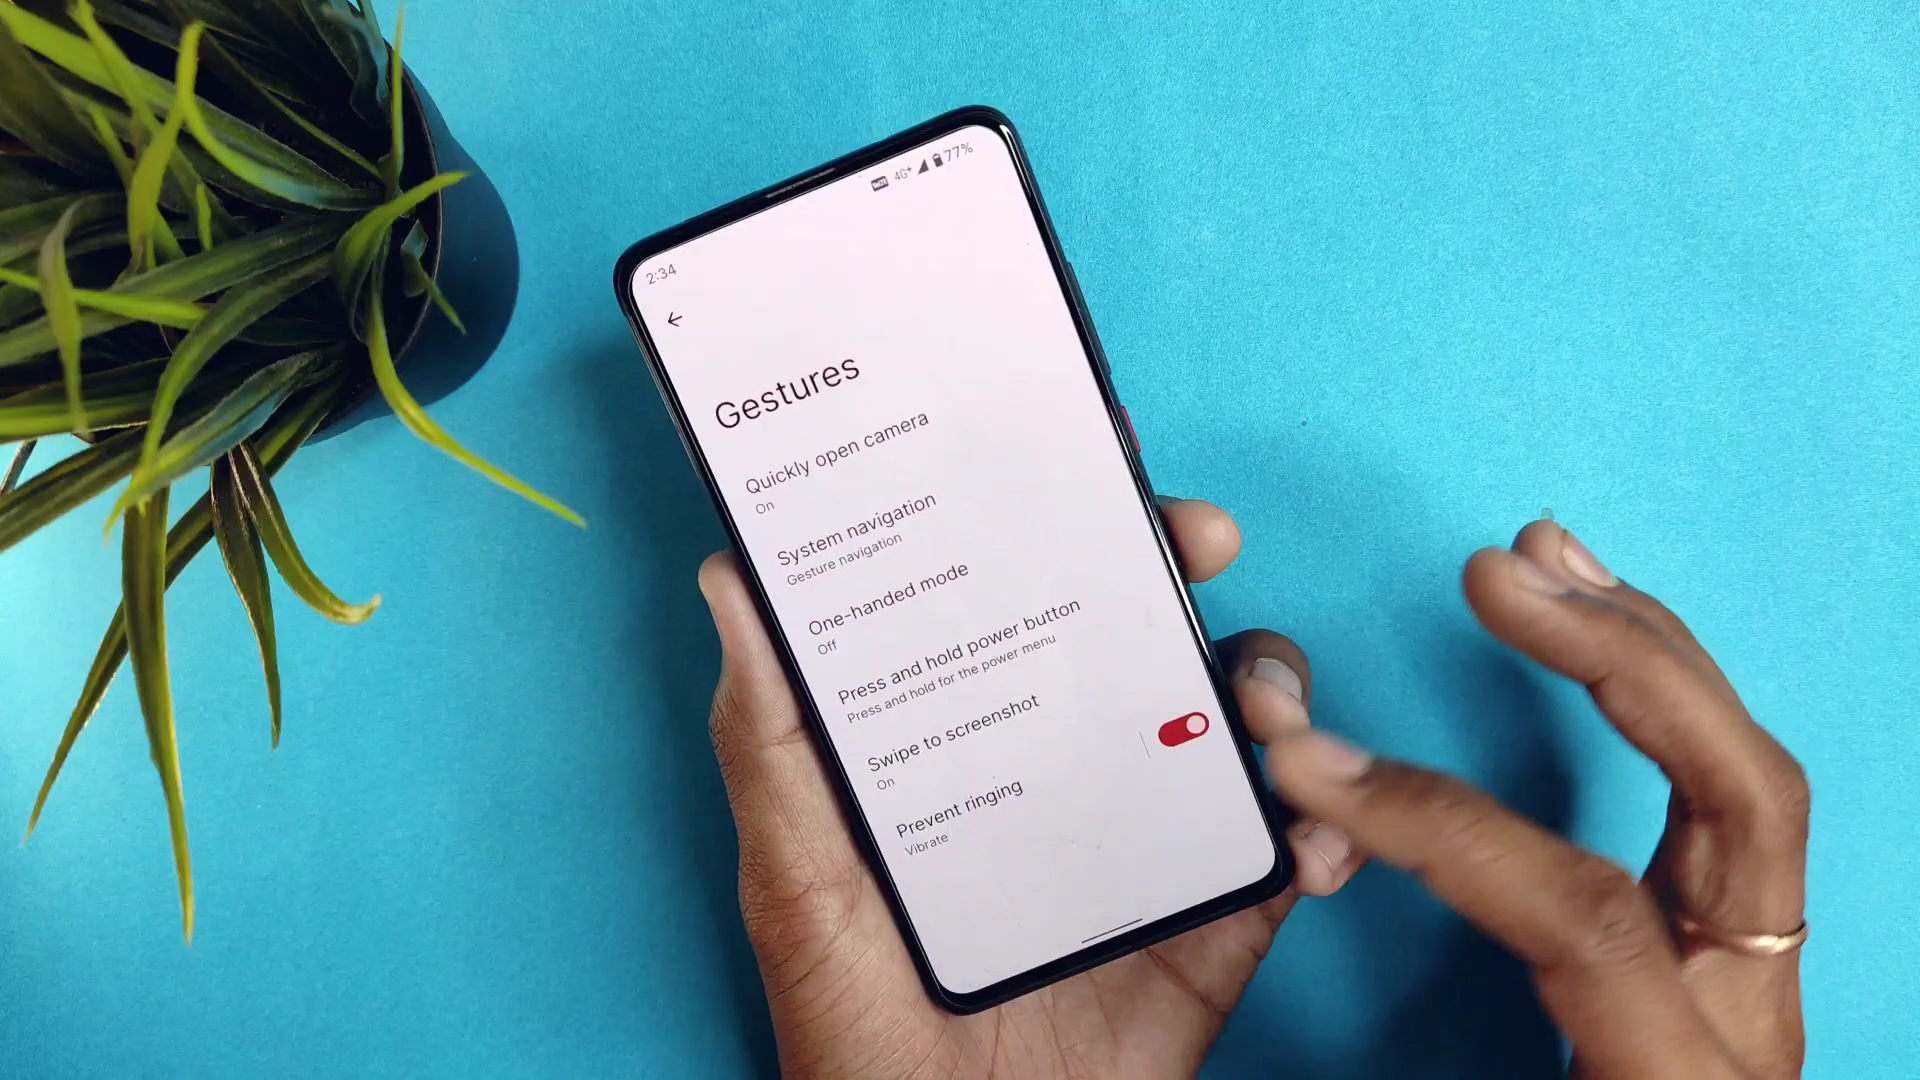 2:34
4G+ 77%
Gestures
Quickly open camera
On
System navigation
Gesture navigation
One-handed mode
Off
Press and hold power button
Press and hold for the power menu
Swipe to screenshot
On
Prevent ringing
Vibrate